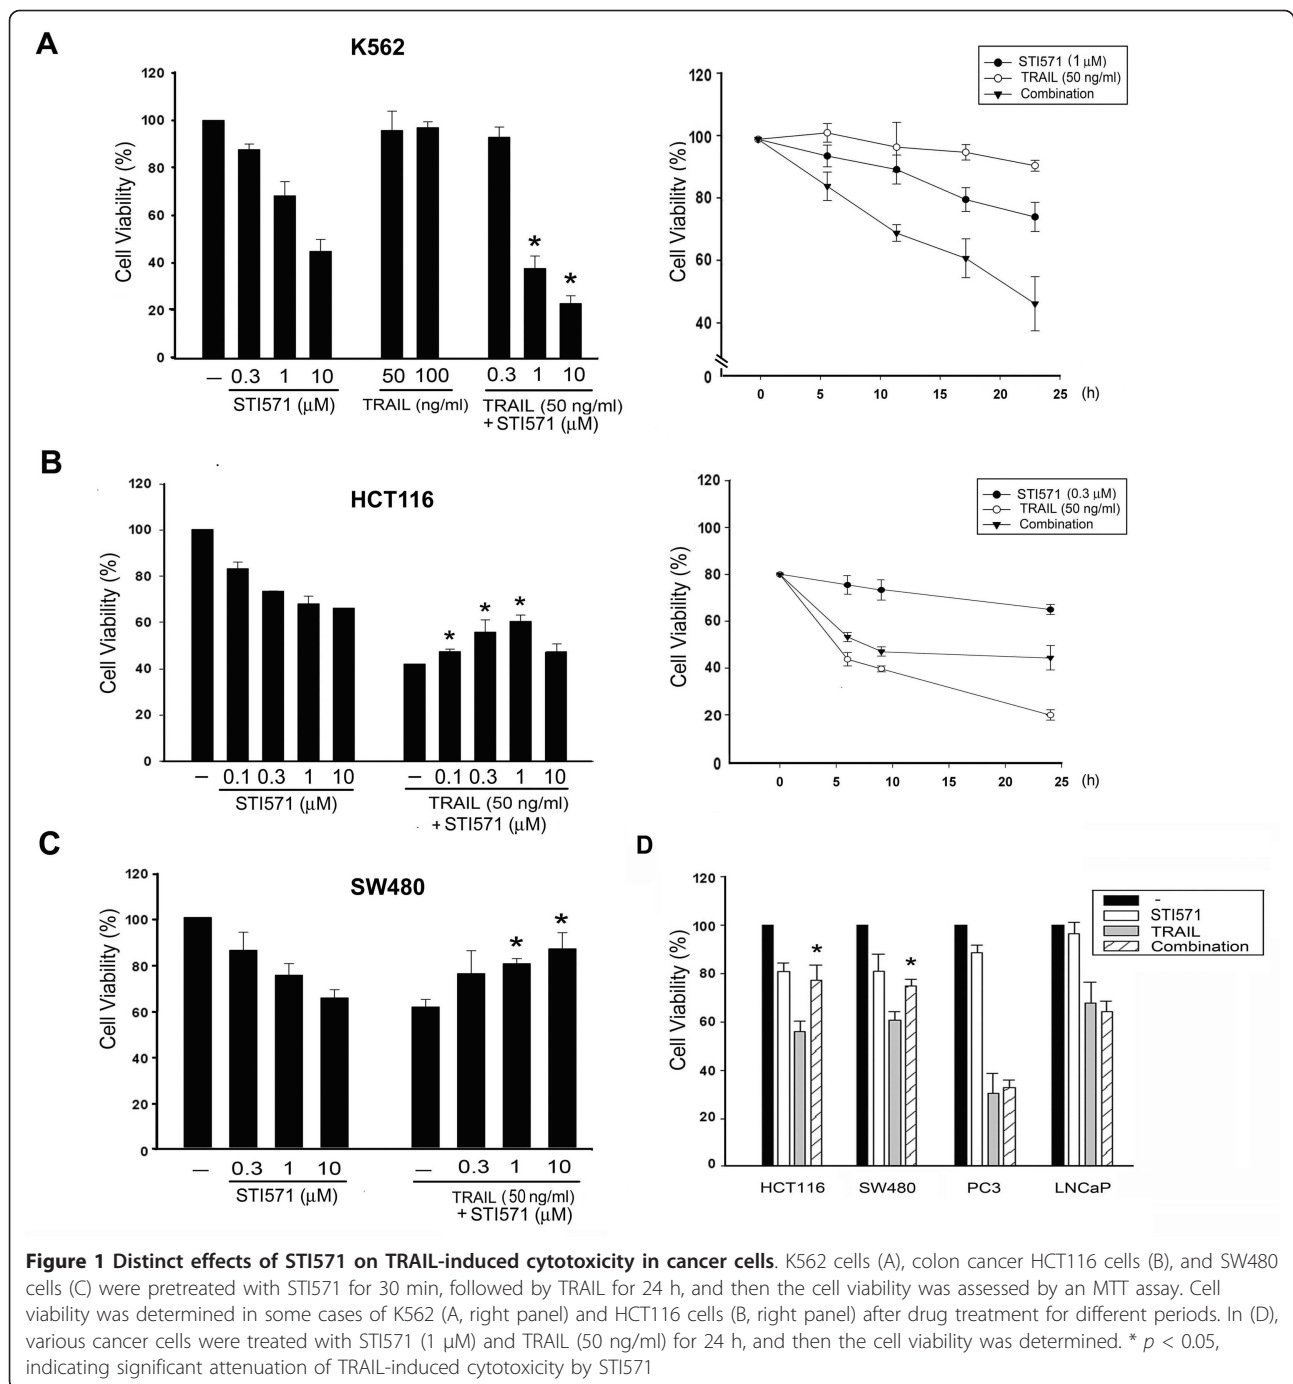 A
K562
120
100
80
60
40
20
0
Cell Viability (%)
— 0.3 1 10 50 100 0.3 1 10
STI571 (μM) TRAIL (ng/ml) TRAIL (50 ng/ml)
+ STI571 (μM)
* *
STI571 (1 μM)
TRAIL (50 ng/ml)
Combination
120
100
80
60
40
0
Cell Viability (%)
0 5 10 15 20 25 (h)
B
HCT116
120
100
80
60
40
20
0
Cell Viability (%)
* * *
– 0.1 0.3 1 10 – 0.1 0.3 1 10
STI571 (μM) TRAIL (50 ng/ml)
+ STI571 (μM)
STI571 (0.3 μM)
TRAIL (50 ng/ml)
Combination
120
100
80
60
40
20
0
Cell Viability (%)
0 5 10 15 20 25 (h)
C
SW480
120
100
80
60
40
20
0
Cell Viability (%)
* *
— 0.3 1 10 — 0.3 1 10
STI571 (μM) TRAIL (50 ng/ml)
+ STI571 (μM)
D
-
STI571
TRAIL
Combination
120
100
80
60
40
20
0
Cell Viability (%)
* *
HCT116 SW480 PC3 LNCaP
Figure 1 Distinct effects of STI571 on TRAIL-induced cytotoxicity in cancer cells. K562 cells (A), colon cancer HCT116 cells (B), and SW480
cells (C) were pretreated with STI571 for 30 min, followed by TRAIL for 24 h, and then the cell viability was assessed by an MTT assay. Cell
viability was determined in some cases of K562 (A, right panel) and HCT116 cells (B, right panel) after drug treatment for different periods. In (D),
various cancer cells were treated with STI571 (1 μM) and TRAIL (50 ng/ml) for 24 h, and then the cell viability was determined. * p < 0.05,
indicating significant attenuation of TRAIL-induced cytotoxicity by STI571